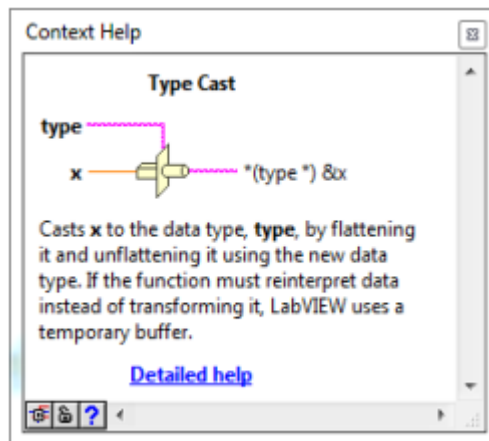 Context Help
Type Cast
type
x
*(type *) &x
Casts x to the data type, type, by flattening
it and unflattening it using the new data
type. If the function must reinterpret data
instead of transforming it, LabVIEW uses a
temporary buffer.
Detailed help
?